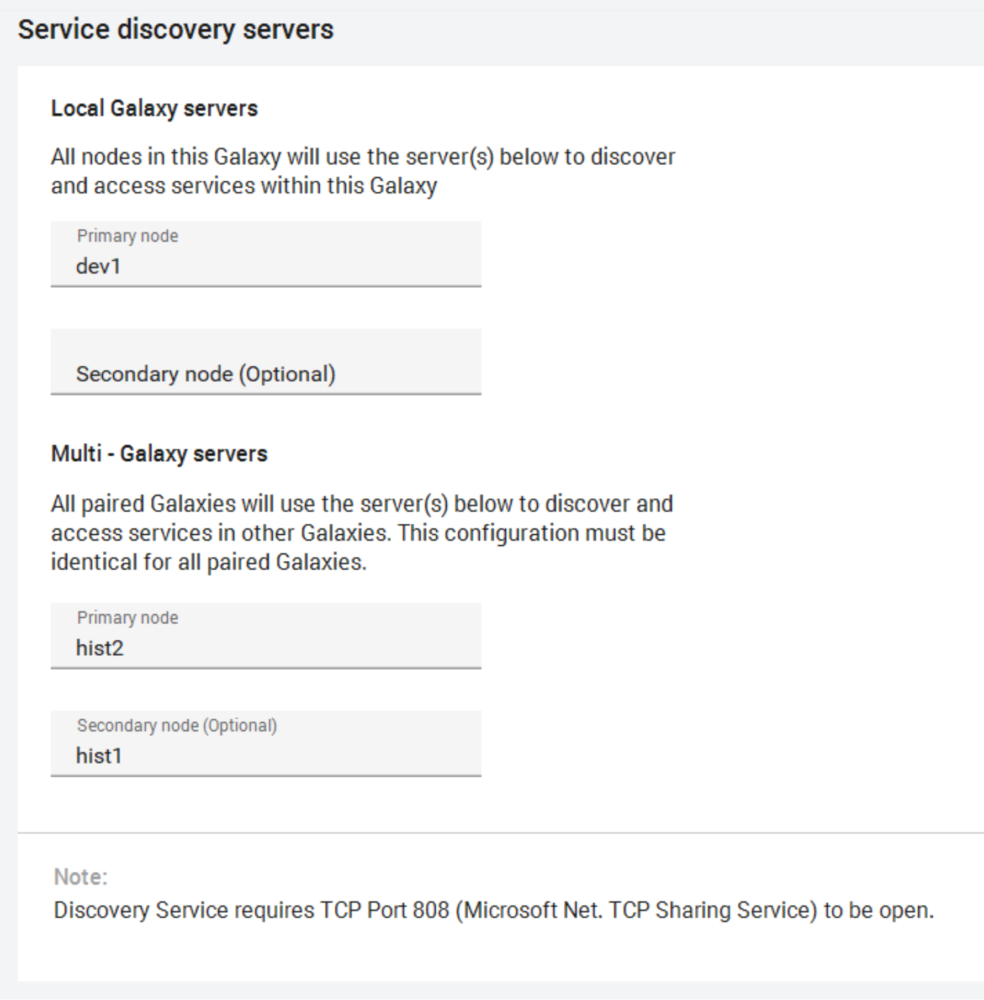 Service discovery servers
Local Galaxy servers
All nodes in this Galaxy will use the server(s) below to discover
and access services within this Galaxy
Primary node
dev1
Secondary node (Optional)
Multi - Galaxy servers
All paired Galaxies will use the server(s) below to discover and
access services in other Galaxies. This configuration must be
identical for all paired Galaxies.
Primary node
hist2
Secondary node (Optional)
hist1
Note:
Discovery Service requires TCP Port 808 (Microsoft Net. TCP Sharing Service) to be open.